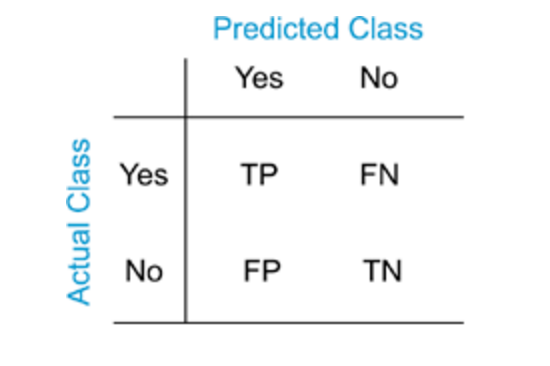 Predicted Class
Yes No
Actual Class
Yes TP FN
No FP TN